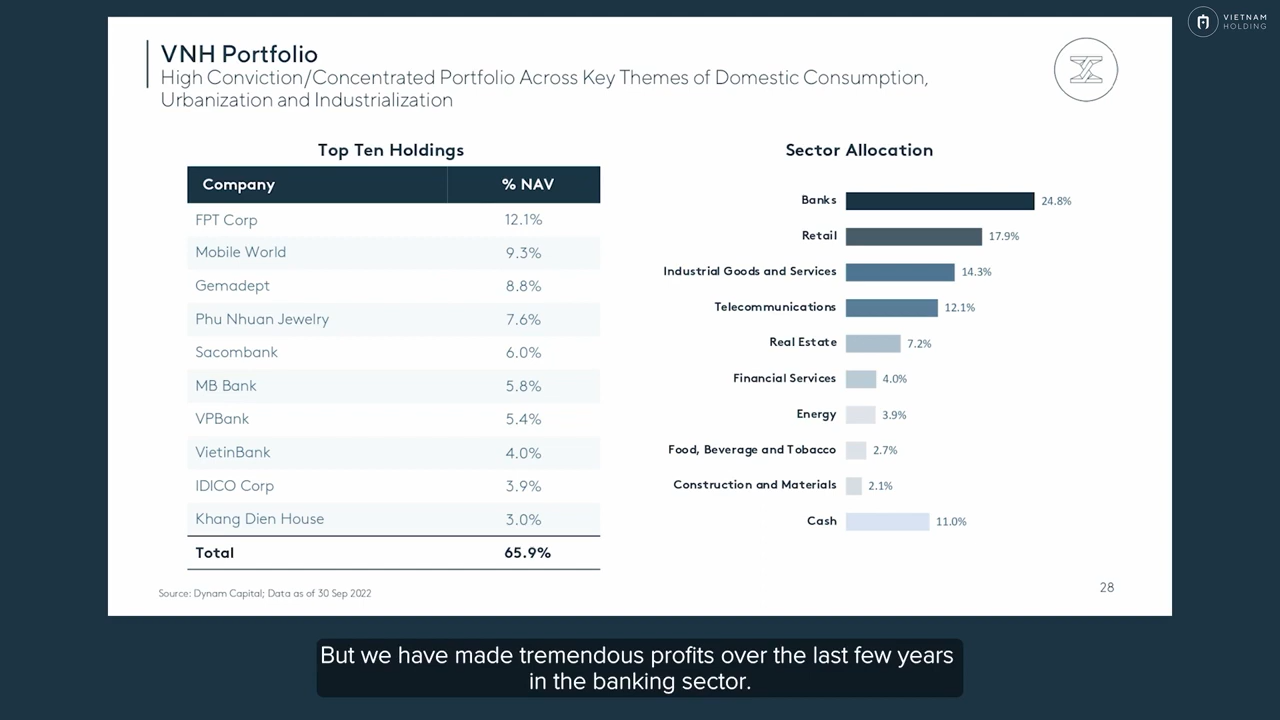 VIETNAM
HOLDING
VNH Portfolio
High Conviction/Concentrated Portfolio Across Key Themes of Domestic Consumption,
Urbanization and Industrialization
Top Ten Holdings
Company % NAV
FPT Corp 12.1%
Mobile World 9.3%
Gemadept 8.8%
Phu Nhuan Jewelry 7.6%
Sacombank 6.0%
MB Bank 5.8%
VPBank 5.4%
VietinBank 4.0%
IDICO Corp 3.9%
Khang Dien House 3.0%
Total 65.9%
Sector Allocation
Banks 24.8%
Retail 17.9%
Industrial Goods and Services 14.3%
Telecommunications 12.1%
Real Estate 7.2%
Financial Services 4.0%
Energy 3.9%
Food, Beverage and Tobacco 2.7%
Construction and Materials 2.1%
Cash 11.0%
Source: Dynam Capital; Data as of 30 Sep 2022
28
But we have made tremendous profits over the last few years
in the banking sector.